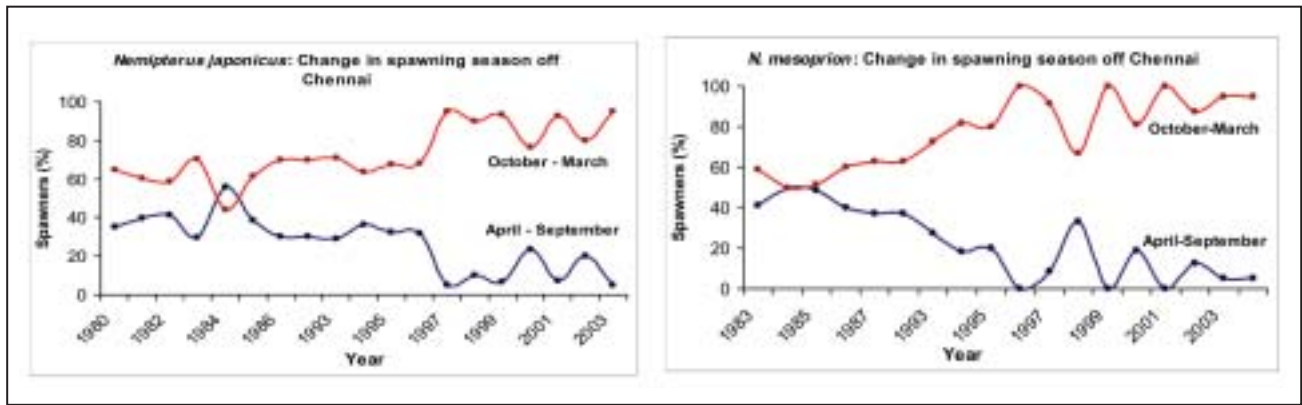 Nemipterus japonicus: Change in spawning season off
Chennai
Spawners (%)
100
80
60
40
20
0
October - March
April - September
1980
1982
1984
1986
1993
1995
1997
1999
2001
2003
Year
N. mesoprion: Change in spawning season off Chennai
Spawners (%)
100
80
60
40
20
0
October-March
April-September
1983
1985
1987
1993
1995
1997
1999
2001
2003
Year